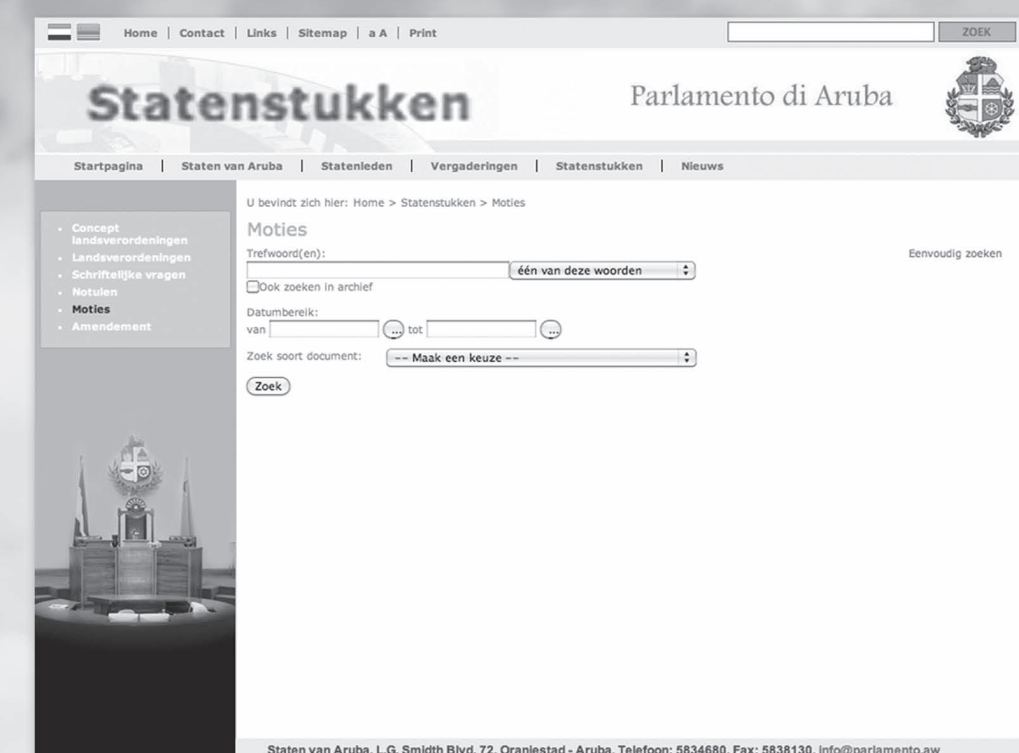 Home | Contact | Links | Sitemap | a A | Print
ZOEK
Statenstukken
Parlamento di Aruba
Startpagina | Staten van Aruba | Statenleden | Vergaderingen | Statenstukken | Nieuws
Concept
landsverordeningen
Landsverordeningen
Schriftelijke vragen
Notulen
Moties
Amendement
U bevindt zich hier: Home > Statenstukken > Moties
Moties
Trefwoord(en):
Eenvoudig zoeken
één van deze woorden
Ook zoeken in archief
Datumbereik:
van ... tot ...
Zoek soort document: -- Maak een keuze --
Zoek
Staten van Aruba, L.G. Smidth Blvd. 72, Oranjestad - Aruba, Telefoon: 5834680, Fax: 5838130, info@parlamento.aw